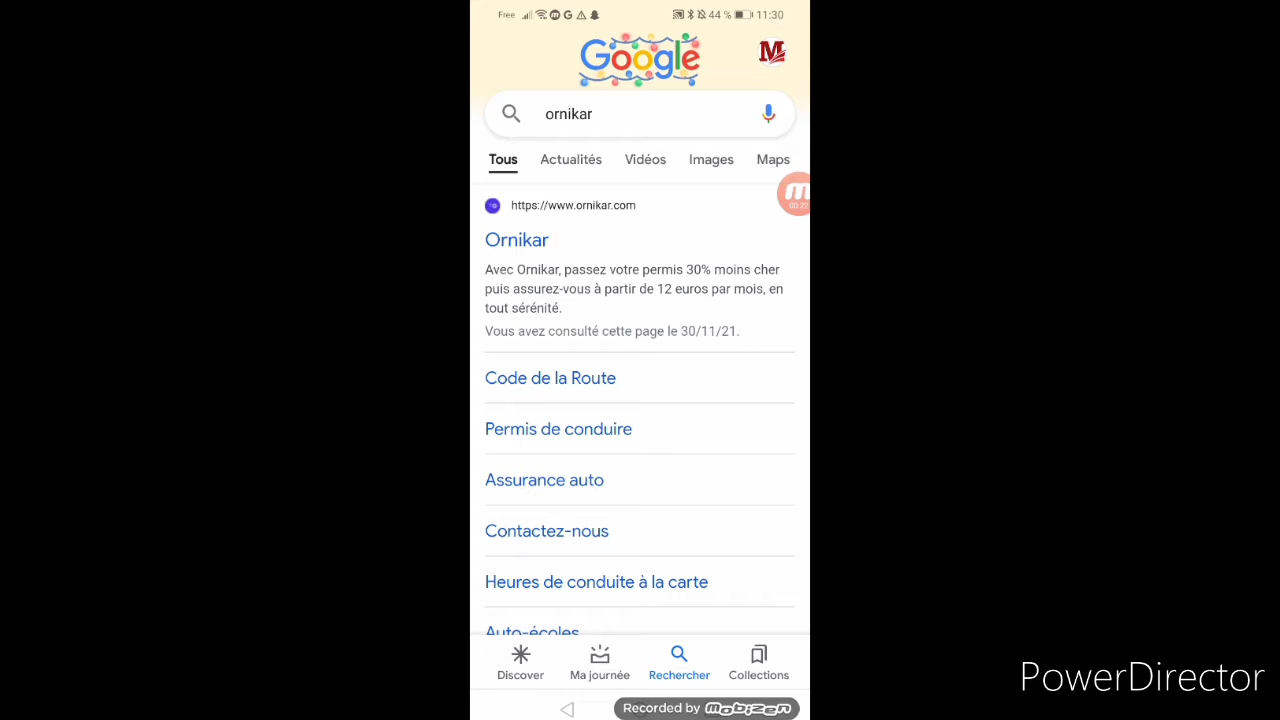 Free 44 % 11:30
Google
ornikar
Tous Actualités Vidéos Images Maps
00:22
https://www.ornikar.com
Ornikar
Avec Ornikar, passez votre permis 30% moins cher
puis assurez-vous à partir de 12 euros par mois, en
tout sérénité.
Vous avez consulté cette page le 30/11/21.
Code de la Route
Permis de conduire
Assurance auto
Contactez-nous
Heures de conduite à la carte
Auto-écoles
Discover Ma journée Rechercher Collections
Recorded by mobizen
PowerDirector